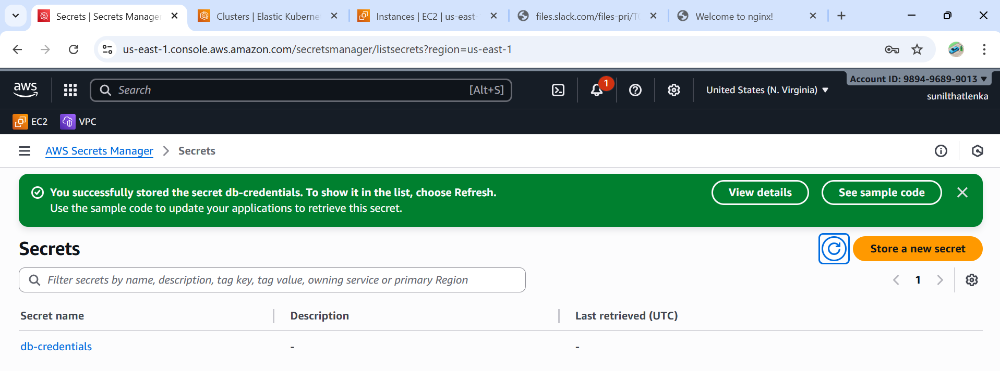 Secrets | Secrets Manage
Clusters | Elastic Kuberne
Instances | EC2 | us-east-
files.slack.com/files-pri/T
Welcome to nginx!
us-east-1.console.aws.amazon.com/secretsmanager/listsecrets?region=us-east-1
aws
Search
[Alt+S]
1
United States (N. Virginia)
Account ID: 9894-9689-9013
sunilthatlenka
EC2
VPC
AWS Secrets Manager
Secrets
You successfully stored the secret db-credentials. To show it in the list, choose Refresh.
Use the sample code to update your applications to retrieve this secret.
View details
See sample code
Secrets
Store a new secret
Filter secrets by name, description, tag key, tag value, owning service or primary Region
1
Secret name
Description
Last retrieved (UTC)
db-credentials
-
-